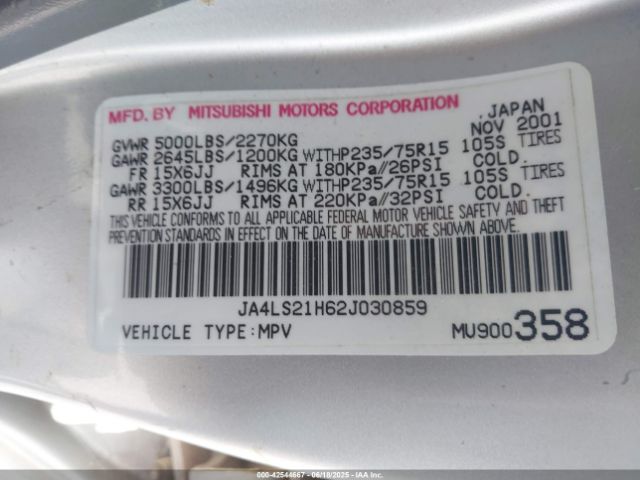 MFD. BY MITSUBISHI MOTORS CORPORATION JAPAN
GVWR 5000LBS/2270KG NOV 2001
GAWR 2645LBS/1200KG WITHP235/75R15 105S TIRES
FR 15X6JJ RIMS AT 180KPa//26PSI COLD.
GAWR 3300LBS/1496KG WITHP235/75R15 105S TIRES
RR 15X6JJ RIMS AT 220KPa//32PSI COLD.
THIS VEHICLE CONFORMS TO ALL APPLICABLE FEDERAL MOTOR VEHICLE SAFETY AND THEFT
PREVENTION STANDARDS IN EFFECT ON THE DATE OF MANUFACTURE SHOWN ABOVE.
JA4LS21H62J030859
VEHICLE TYPE:MPV MU900358
© IAA - 42544667 - 06/18/2025 - IAAI.COM